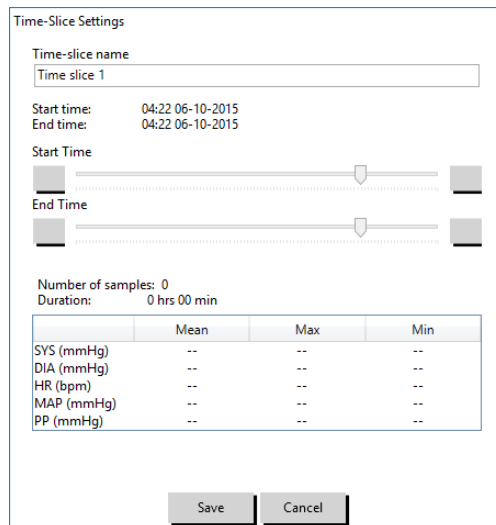 Time-Slice Settings
Time-slice name
Time slice 1
Start time: 04:22 06-10-2015
End time: 04:22 06-10-2015
Start Time
End Time
Number of samples: 0
Duration: 0 hrs 00 min
Mean Max Min
SYS (mmHg) -- -- --
DIA (mmHg) -- -- --
HR (bpm) -- -- --
MAP (mmHg) -- -- --
PP (mmHg) -- -- --
Save Cancel